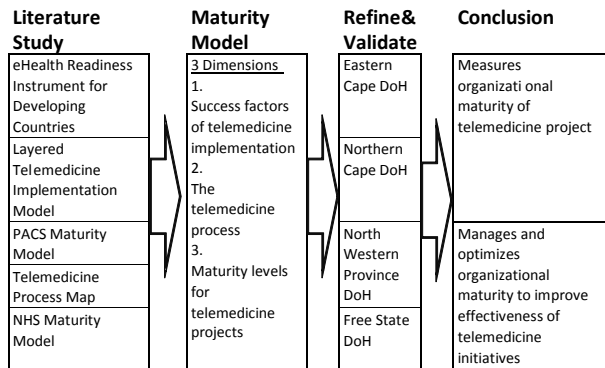 Literature
Study
eHealth Readiness
Instrument for
Developing
Countries
Layered
Telemedicine
Implementation
Model
PACS Maturity
Model
Telemedicine
Process Map
NHS Maturity
Model
Maturity
Model
3 Dimensions
1.
Success factors
of telemedicine
implementation
2.
The
telemedicine
process
3.
Maturity levels
for
telemedicine
projects
Refine&
Validate
Eastern
Cape DoH
Northern
Cape DoH
North
Western
Province
DoH
Free State
DoH
Conclusion
Measures
organizati onal
maturity of
telemedicine project
Manages and
optimizes
organizational
maturity to improve
effectiveness of
telemedicine
initiatives